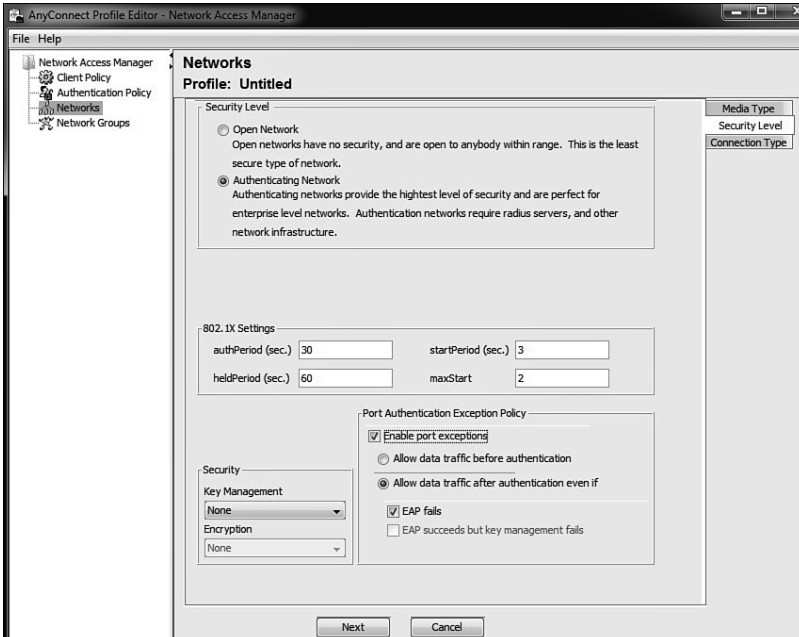 AnyConnect Profile Editor - Network Access Manager
File Help
Network Access Manager
Client Policy
Authentication Policy
Networks
Network Groups
Networks
Profile: Untitled
Media Type
Security Level
Connection Type
Security Level
Open Network
Open networks have no security, and are open to anybody within range. This is the least
secure type of network.
Authenticating Network
Authenticating networks provide the hightest level of security and are perfect for
enterprise level networks. Authentication networks require radius servers, and other
network infrastructure.
802.1X Settings
authPeriod (sec.) 30
startPeriod (sec.) 3
heldPeriod (sec.) 60
maxStart 2
Port Authentication Exception Policy
Enable port exceptions
Allow data traffic before authentication
Allow data traffic after authentication even if
EAP fails
EAP succeeds but key management fails
Security
Key Management
None
Encryption
None
Next
Cancel